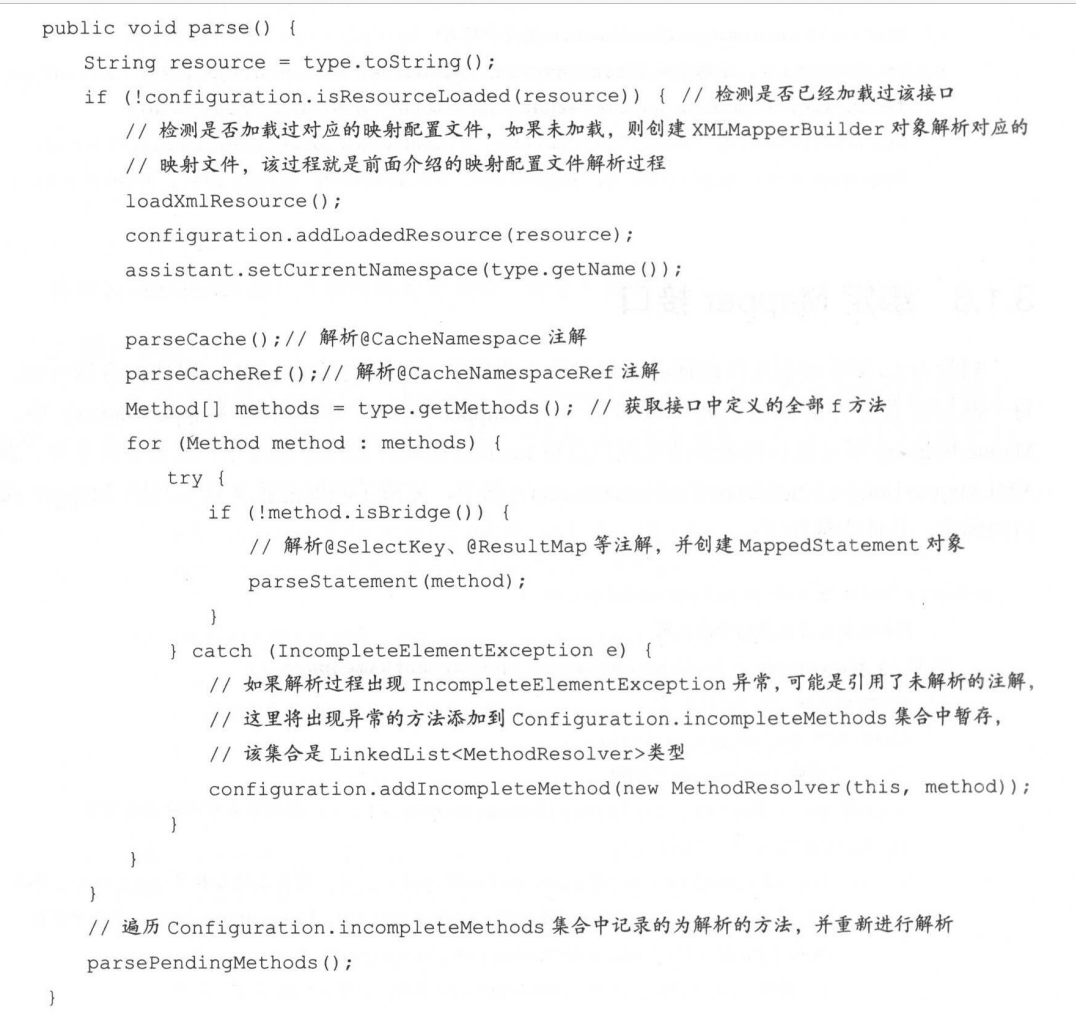 public void parse() {
String resource = type.toString();
if (!configuration.isResourceLoaded(resource)) { // 检测是否已经加载过该接口
// 检测是否加载过对应的映射配置文件，如果未加载，则创建 XMLMapperBuilder 对象解析对应的
// 映射文件，该过程就是前面介绍的映射配置文件解析过程
loadXmlResource();
configuration.addLoadedResource(resource);
assistant.setCurrentNamespace(type.getName());
parseCache();// 解析@CacheNamespace 注解
parseCacheRef();// 解析@CacheNamespaceRef 注解
Method[] methods = type.getMethods(); // 获取接口中定义的全部 f 方法
for (Method method : methods) {
try {
if (!method.isBridge()) {
// 解析@SelectKey、@ResultMap 等注解，并创建 MappedStatement 对象
parseStatement(method);
}
} catch (IncompleteElementException e) {
// 如果解析过程出现 IncompleteElementException 异常，可能是引用了未解析的注解，
// 这里将出现异常的方法添加到 Configuration.incompleteMethods 集合中暂存，
// 该集合是 LinkedList<MethodResolver>类型
configuration.addIncompleteMethod(new MethodResolver(this, method));
}
}
}
// 遍历 Configuration.incompleteMethods 集合中记录的为解析的方法，并重新进行解析
parsePendingMethods();
}